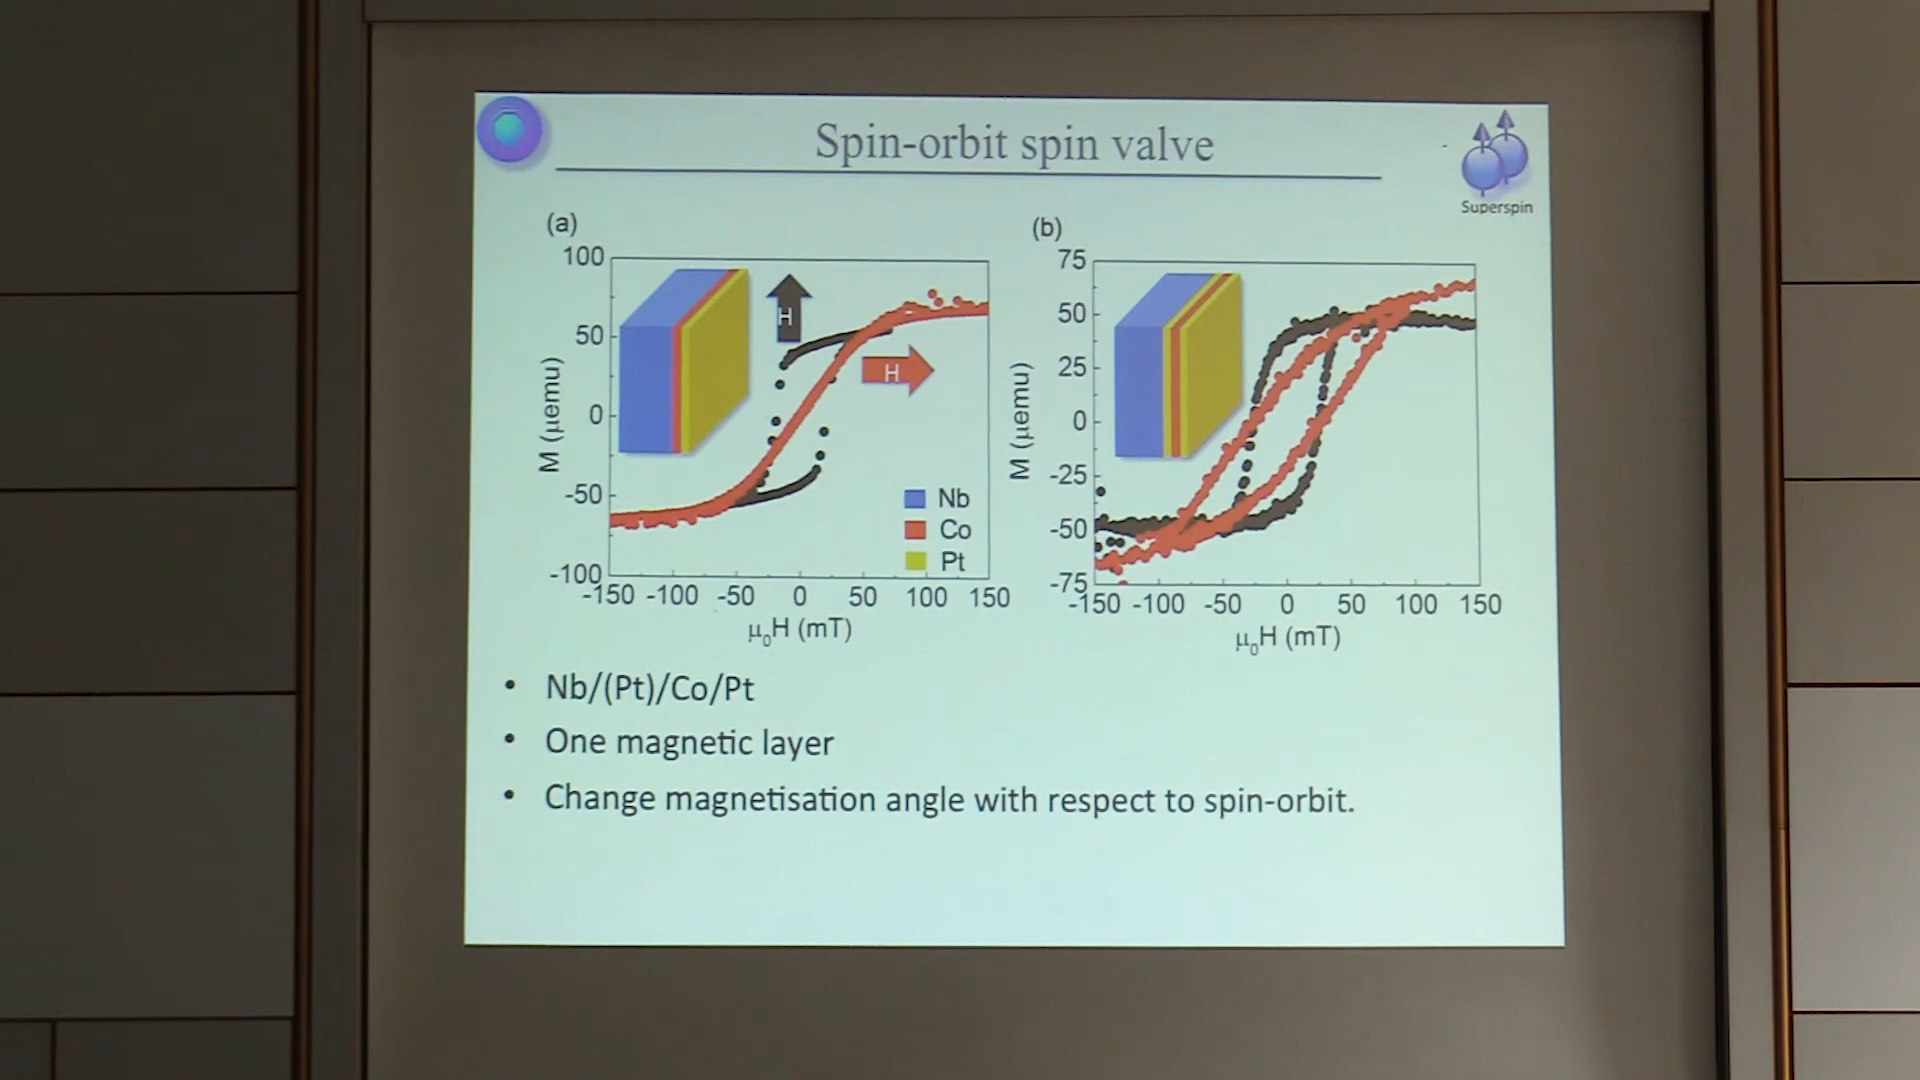 Spin-orbit spin valve
Superspin
(a)
100
50
0
-50
-100
M (μemu)
H
H
Nb
Co
Pt
-150 -100 -50 0 50 100 150
μ₀H (mT)
(b)
75
50
25
0
-25
-50
-75
M (μemu)
-150 -100 -50 0 50 100 150
μ₀H (mT)
• Nb/(Pt)/Co/Pt
• One magnetic layer
• Change magnetisation angle with respect to spin-orbit.